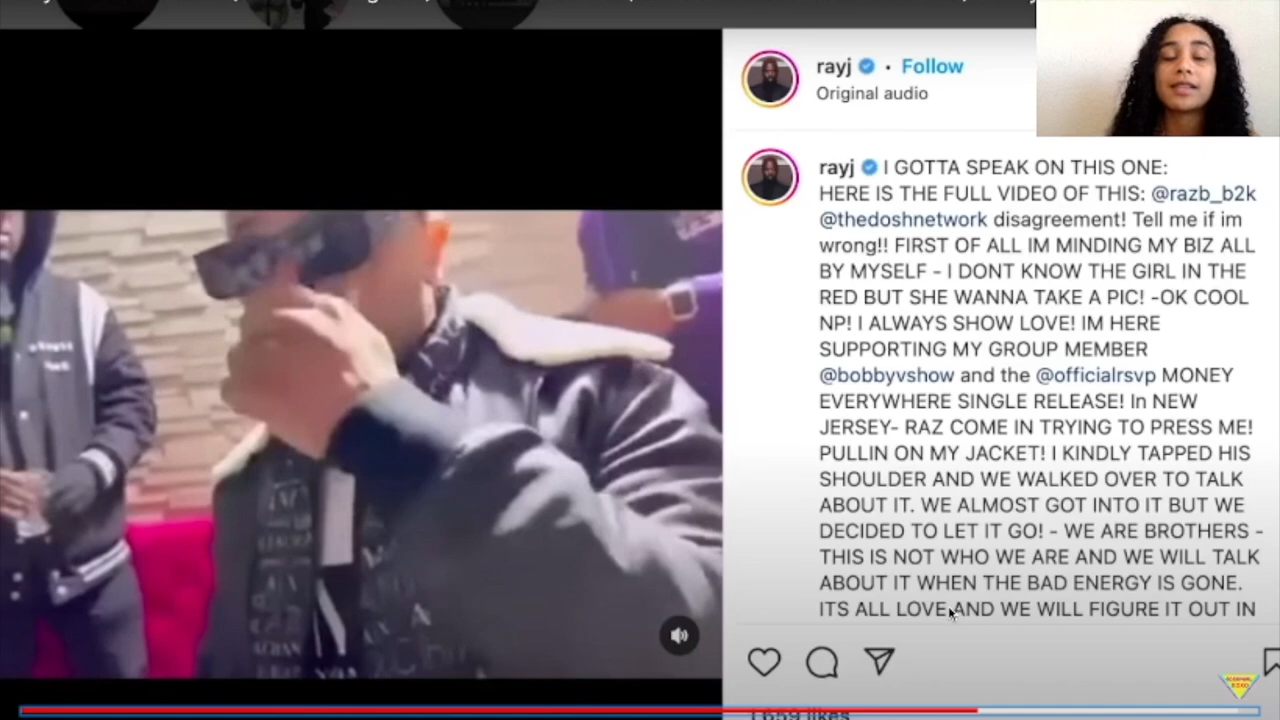 rayj • Follow
Original audio
rayj I GOTTA SPEAK ON THIS ONE:
HERE IS THE FULL VIDEO OF THIS: @razb_b2k
@thedoshnetwork disagreement! Tell me if im
wrong!! FIRST OF ALL IM MINDING MY BIZ ALL
BY MYSELF - I DONT KNOW THE GIRL IN THE
RED BUT SHE WANNA TAKE A PIC! -OK COOL
NP! I ALWAYS SHOW LOVE! IM HERE
SUPPORTING MY GROUP MEMBER
@bobbyvshow and the @officialrsvp MONEY
EVERYWHERE SINGLE RELEASE! In NEW
JERSEY- RAZ COME IN TRYING TO PRESS ME!
PULLIN ON MY JACKET! I KINDLY TAPPED HIS
SHOULDER AND WE WALKED OVER TO TALK
ABOUT IT. WE ALMOST GOT INTO IT BUT WE
DECIDED TO LET IT GO! - WE ARE BROTHERS -
THIS IS NOT WHO WE ARE AND WE WILL TALK
ABOUT IT WHEN THE BAD ENERGY IS GONE.
ITS ALL LOVE AND WE WILL FIGURE IT OUT IN
1,659 likes